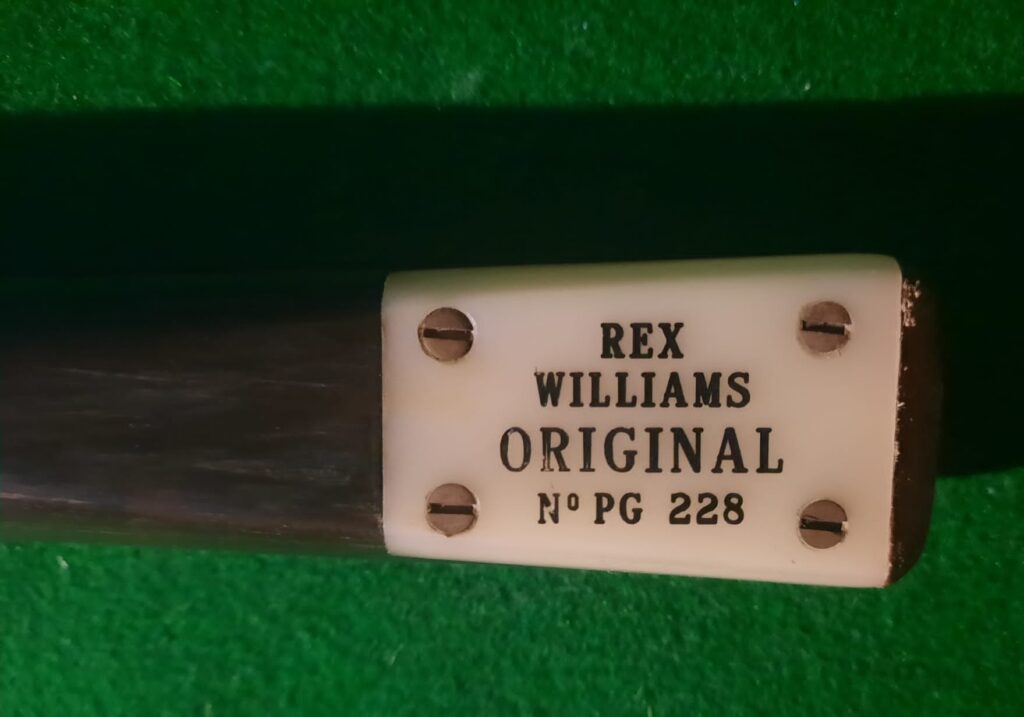 REX
WILLIAMS
ORIGINAL
Nº PG 228